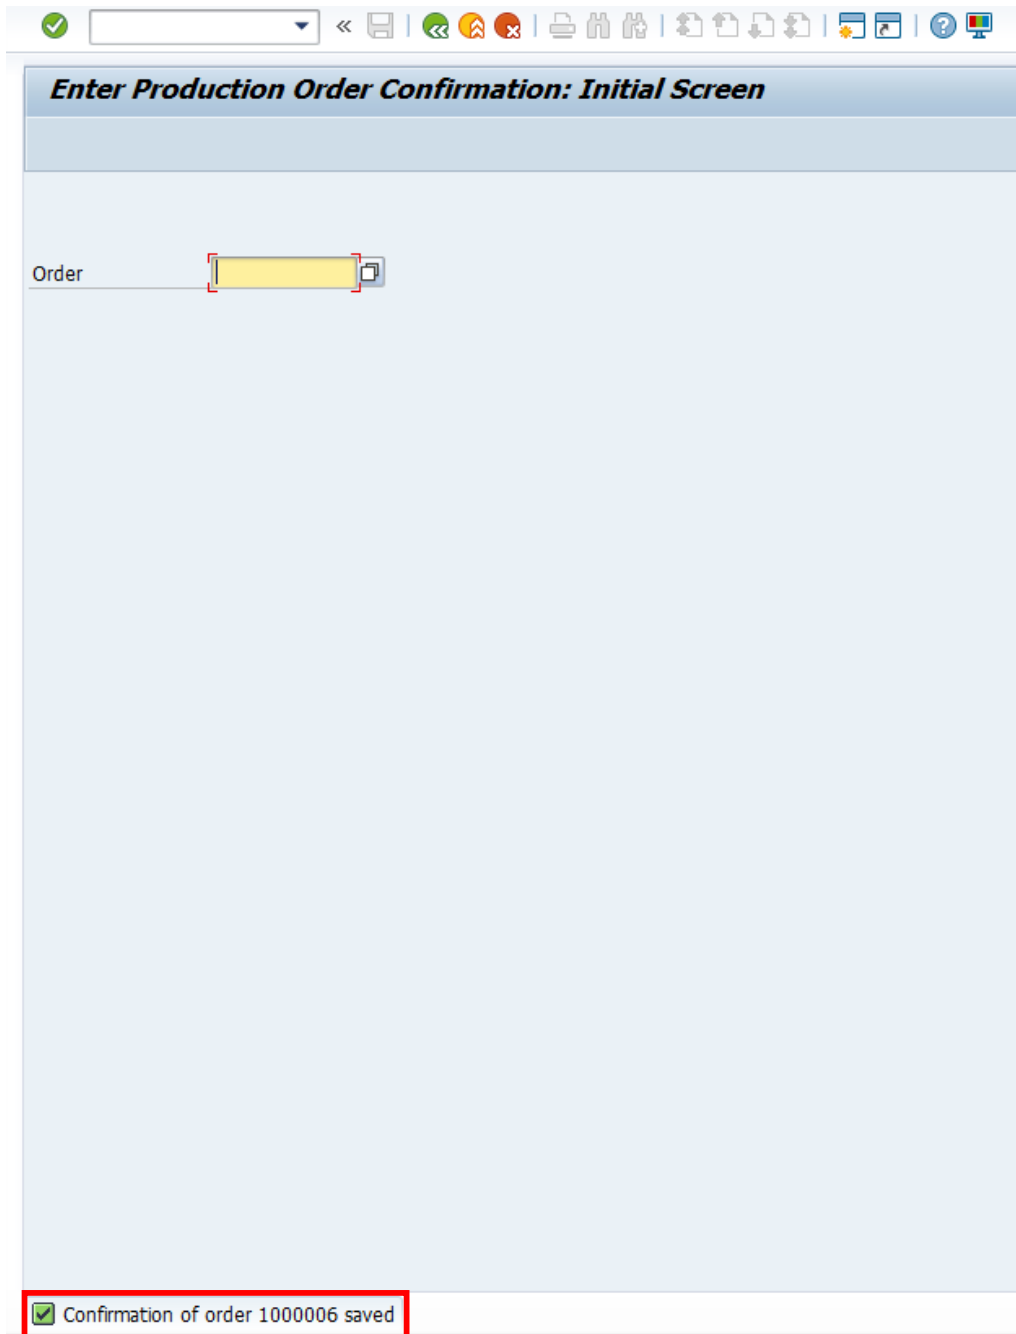 Enter Production Order Confirmation: Initial Screen
Order
Confirmation of order 1000006 saved